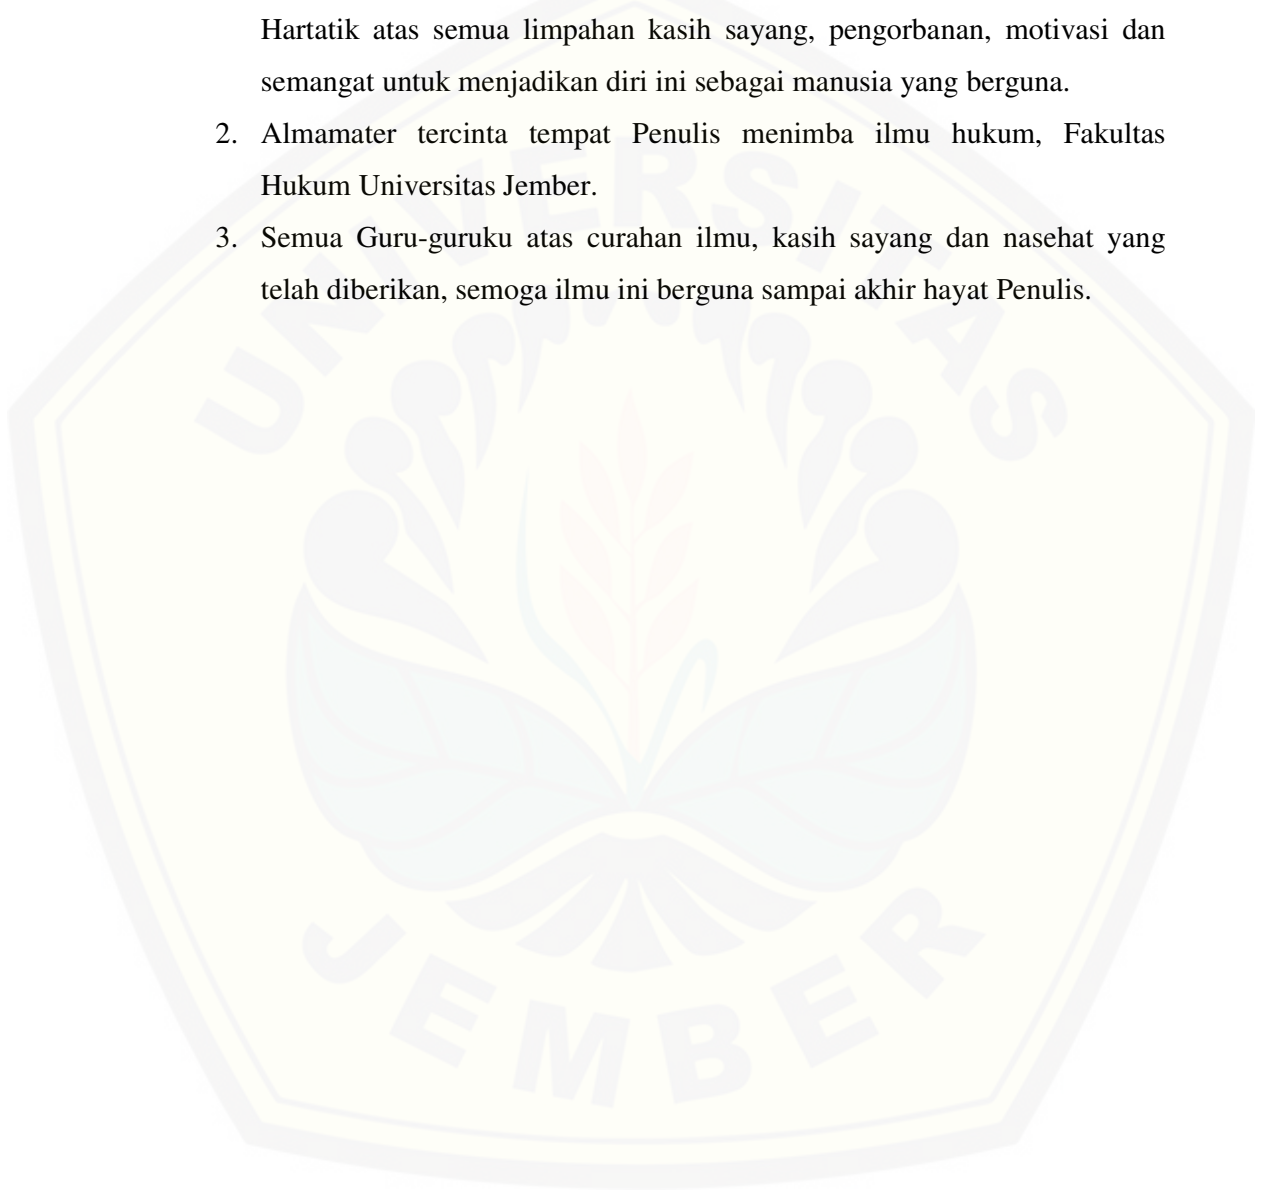 Hartatik atas semua limpahan kasih sayang, pengorbanan, motivasi dan
semangat untuk menjadikan diri ini sebagai manusia yang berguna.
2. Almamater tercinta tempat Penulis menimba ilmu hukum, Fakultas
Hukum Universitas Jember.
3. Semua Guru-guruku atas curahan ilmu, kasih sayang dan nasehat yang
telah diberikan, semoga ilmu ini berguna sampai akhir hayat Penulis.
UNIVERSITAS
JEMBER